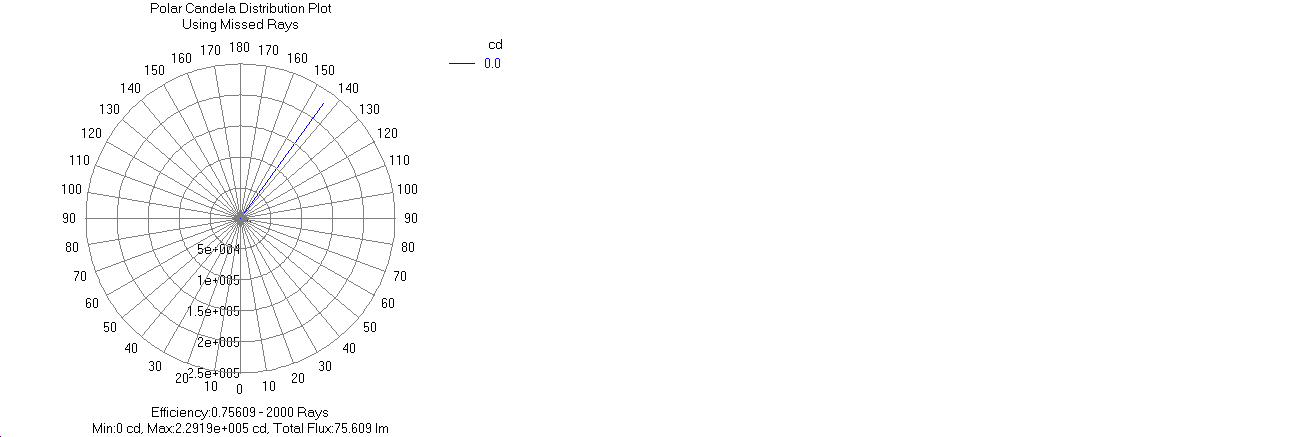 Polar Candela Distribution Plot
Using Missed Rays
cd
0.0
180
170 170
160 160
150 150
140 140
130 130
120 120
110 110
100 100
90 90
80 80
70 70
60 60
50 50
40 40
30 30
20 20
10 10
0
5e+004
1e+005
1.5e+005
2e+005
2.5e+005
Efficiency:0.75609 - 2000 Rays
Min:0 cd, Max:2.2919e+005 cd, Total Flux:75.609 lm